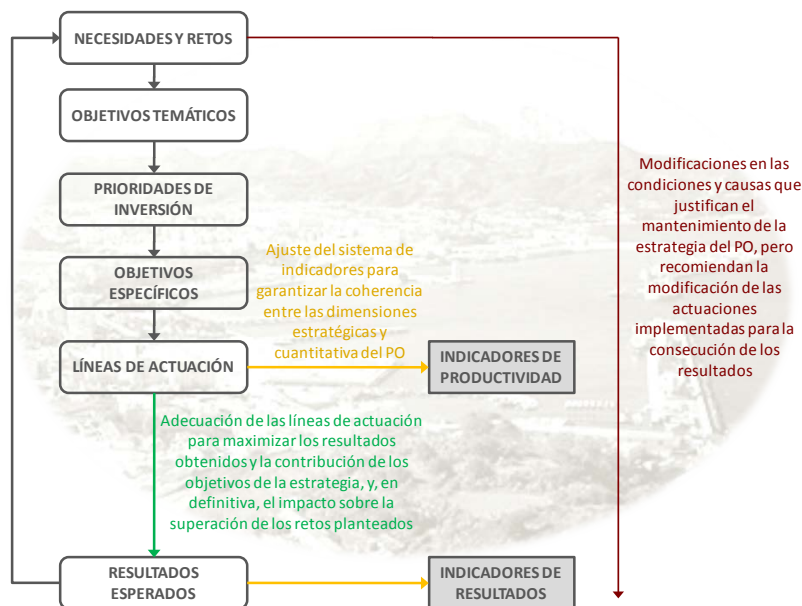 NECESIDADES Y RETOS
OBJETIVOS TEMÁTICOS
PRIORIDADES DE
INVERSIÓN
OBJETIVOS
ESPECÍFICOS
LÍNEAS DE ACTUACIÓN
Ajuste del sistema de
indicadores para
garantizar la coherencia
entre las dimensiones
estratégicas y
cuantitativa del PO
INDICADORES DE
PRODUCTIVIDAD
Modificaciones en las
condiciones y causas que
justifican el
mantenimiento de la
estrategia del PO, pero
recomiendan la
modificación de las
actuaciones
implementadas para la
consecución de los
resultados
Adecuación de las líneas de actuación
para maximizar los resultados
obtenidos y la contribución de los
objetivos de la estrategia, y, en
definitiva, el impacto sobre la
superación de los retos planteados
RESULTADOS
ESPERADOS
INDICADORES DE
RESULTADOS